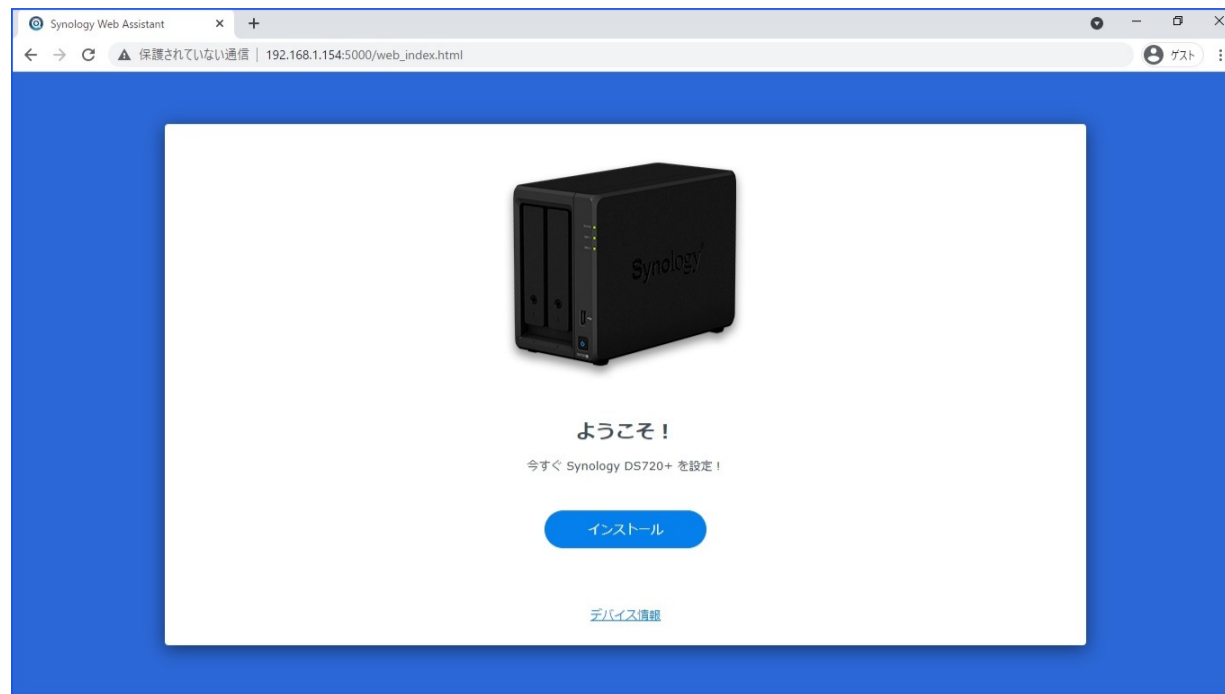 Synology Web Assistant
保護されていない通信 | 192.168.1.154:5000/web_index.html
ゲスト
Synology
ようこそ！
今すぐ Synology DS720+ を設定！
インストール
デバイス情報